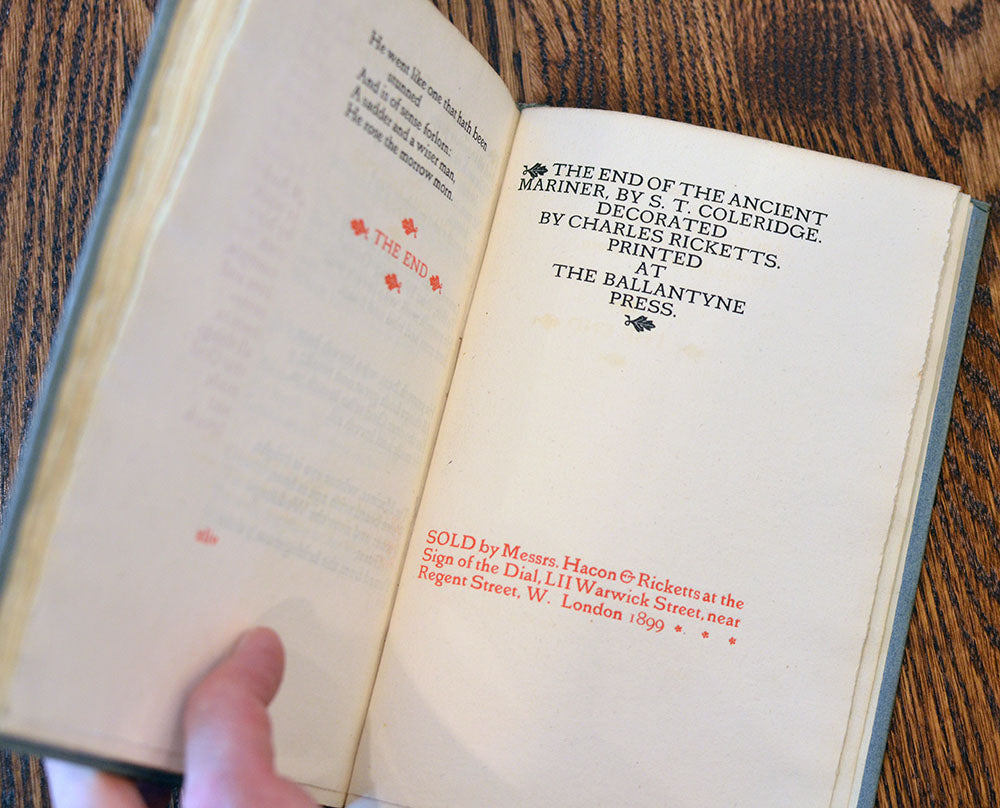 He went like one that hath been
stunned
And is of sense forlorn:
A sadder and a wiser man,
He rose the morrow morn.
THE END
THE END OF THE ANCIENT
MARINER, BY S. T. COLERIDGE.
DECORATED
BY CHARLES RICKETTS.
PRINTED
AT
THE BALLANTYNE
PRESS.
SOLD by Messrs. Hacon & Ricketts at the
Sign of the Dial, LII Warwick Street, near
Regent Street, W. London 1899